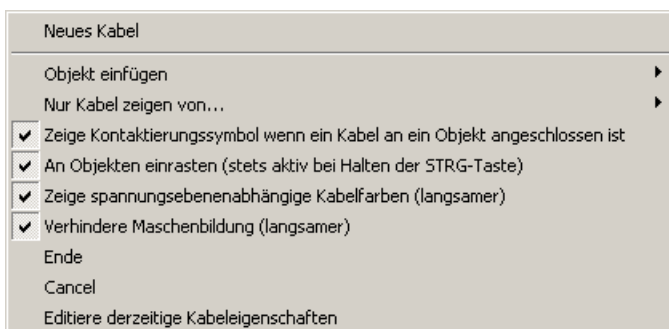 Neues Kabel
Objekt einfügen
Nur Kabel zeigen von...
Zeige Kontaktierungssymbol wenn ein Kabel an ein Objekt angeschlossen ist
An Objekten einrasten (stets aktiv bei Halten der STRG-Taste)
Zeige spannungsebenenabhängige Kabelfarben (langsamer)
Verhindere Maschenbildung (langsamer)
Ende
Cancel
Editiere derzeitige Kabeleigenschaften